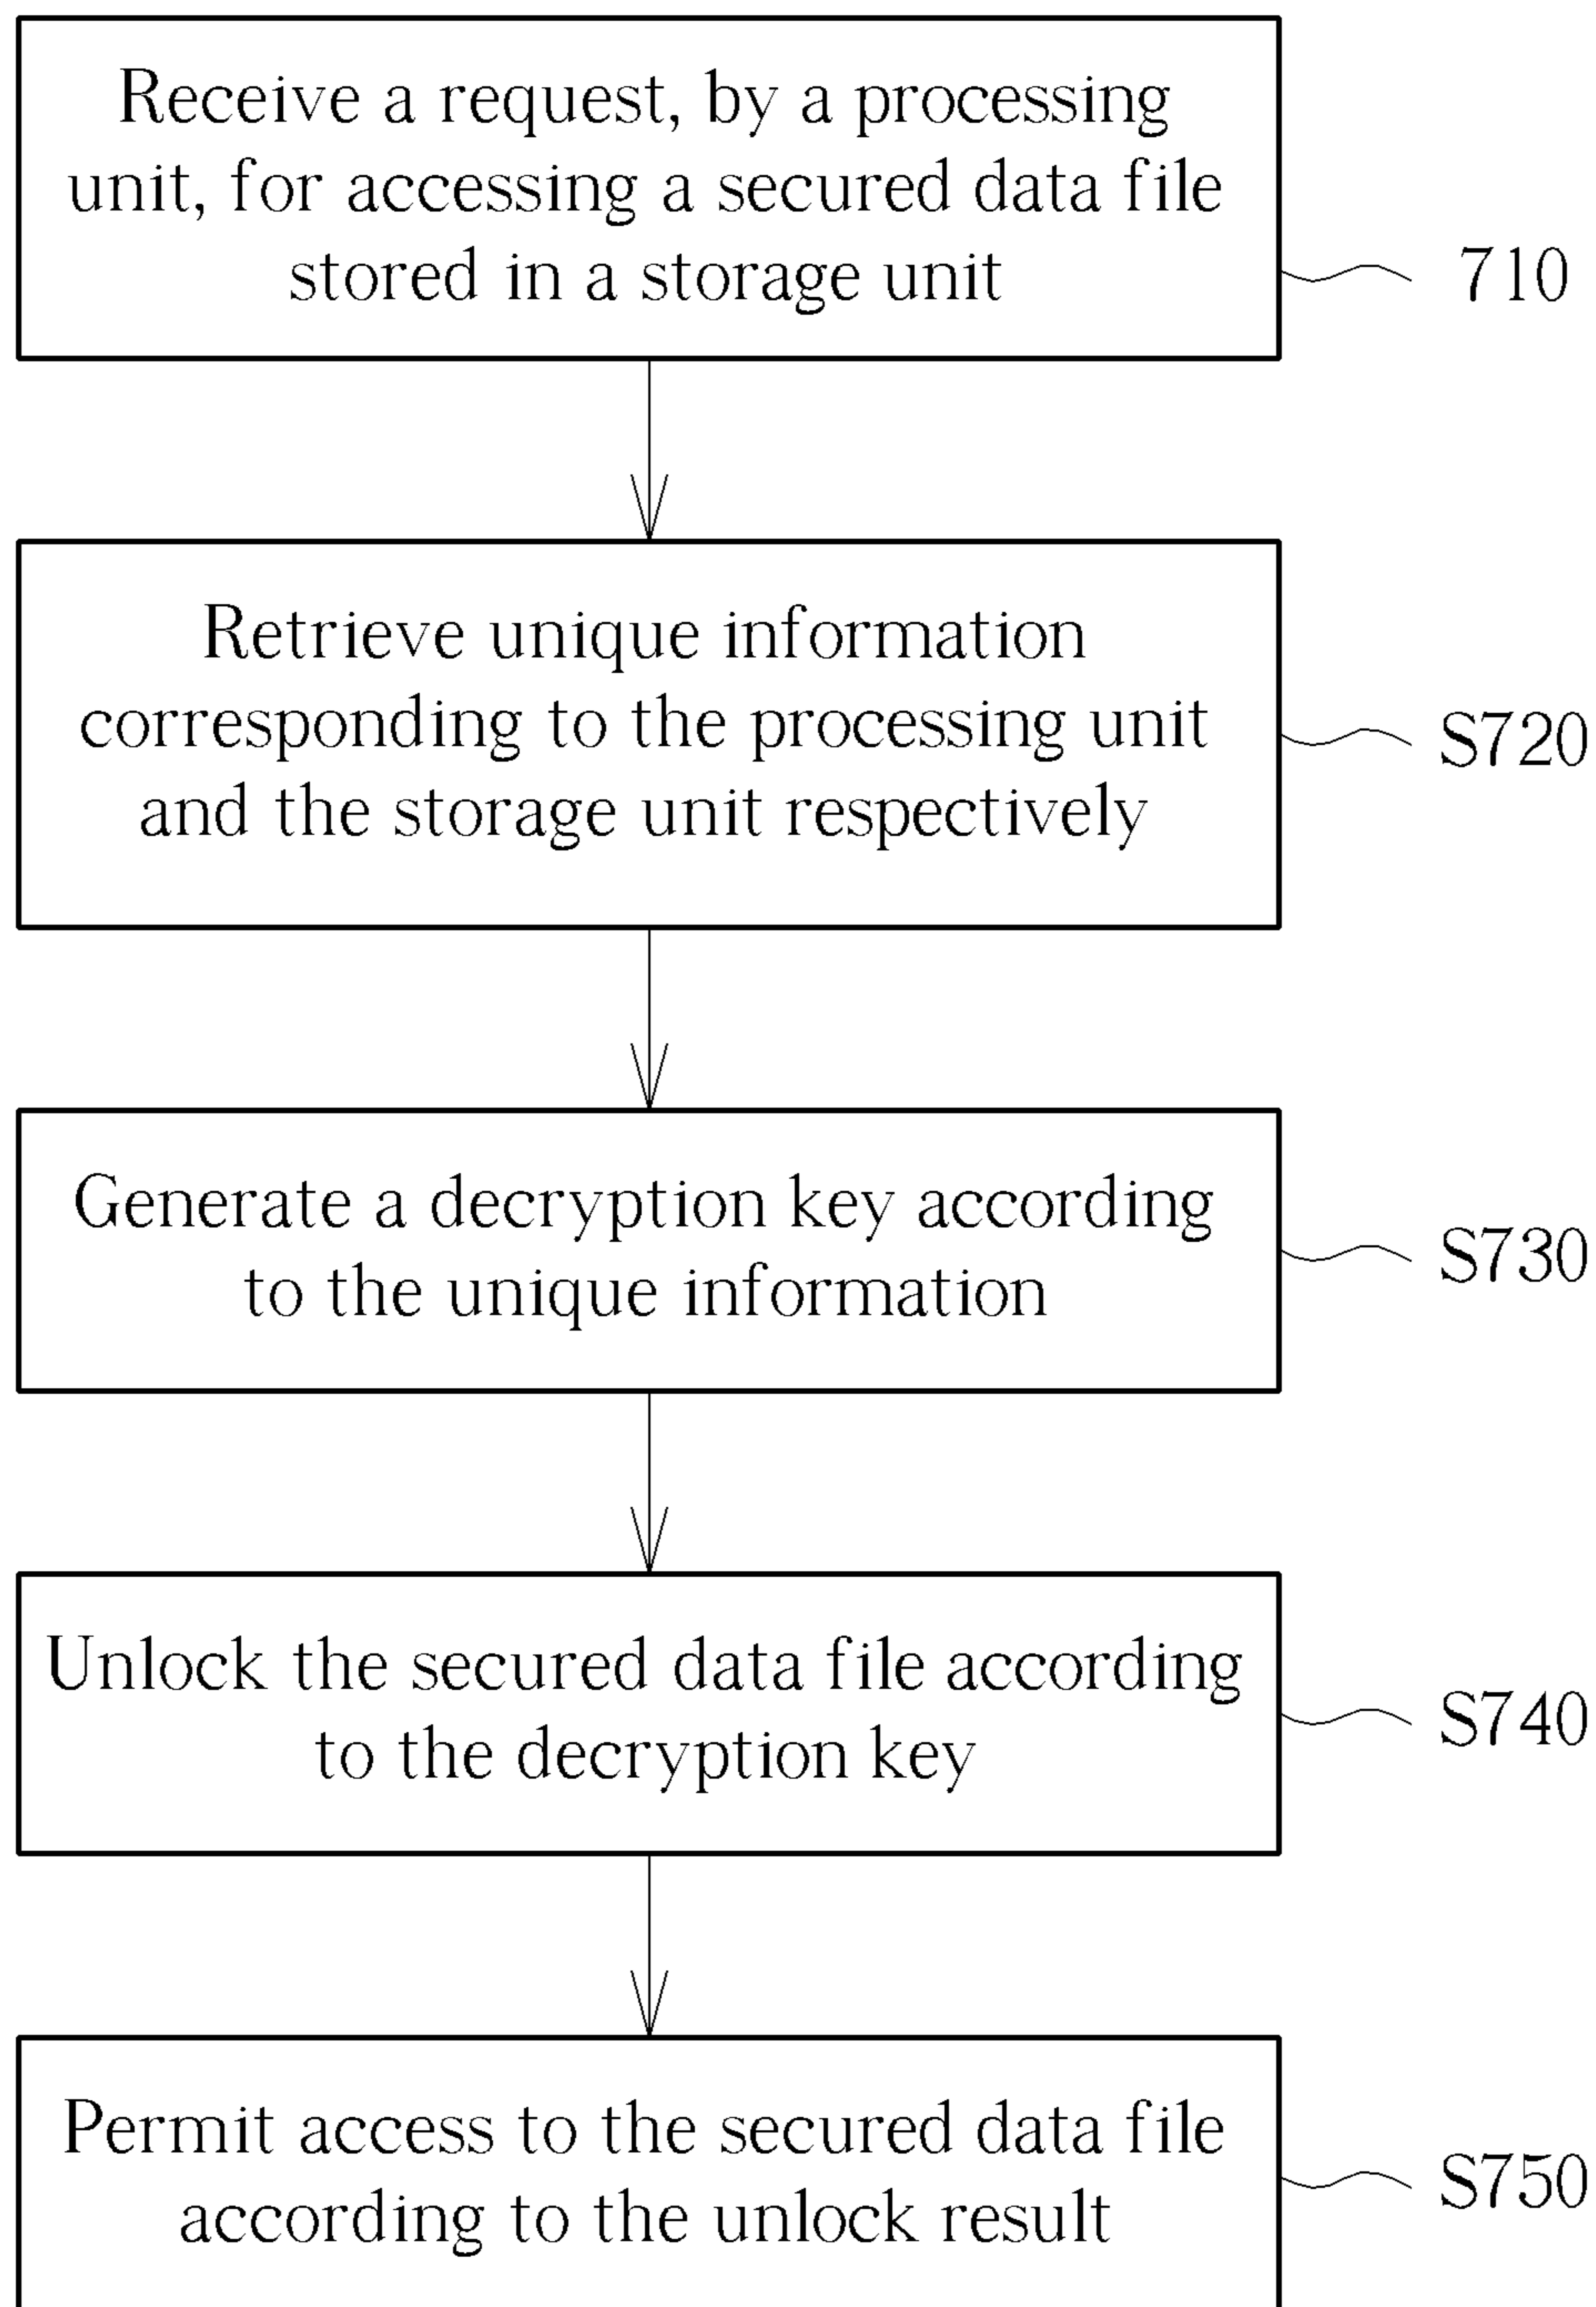 Receive a request, by a processing
unit, for accessing a secured data file
stored in a storage unit
710
Retrieve unique information
corresponding to the processing unit
and the storage unit respectively
S720
Generate a decryption key according
to the unique information
S730
Unlock the secured data file according
to the decryption key
S740
Permit access to the secured data file
according to the unlock result
S750